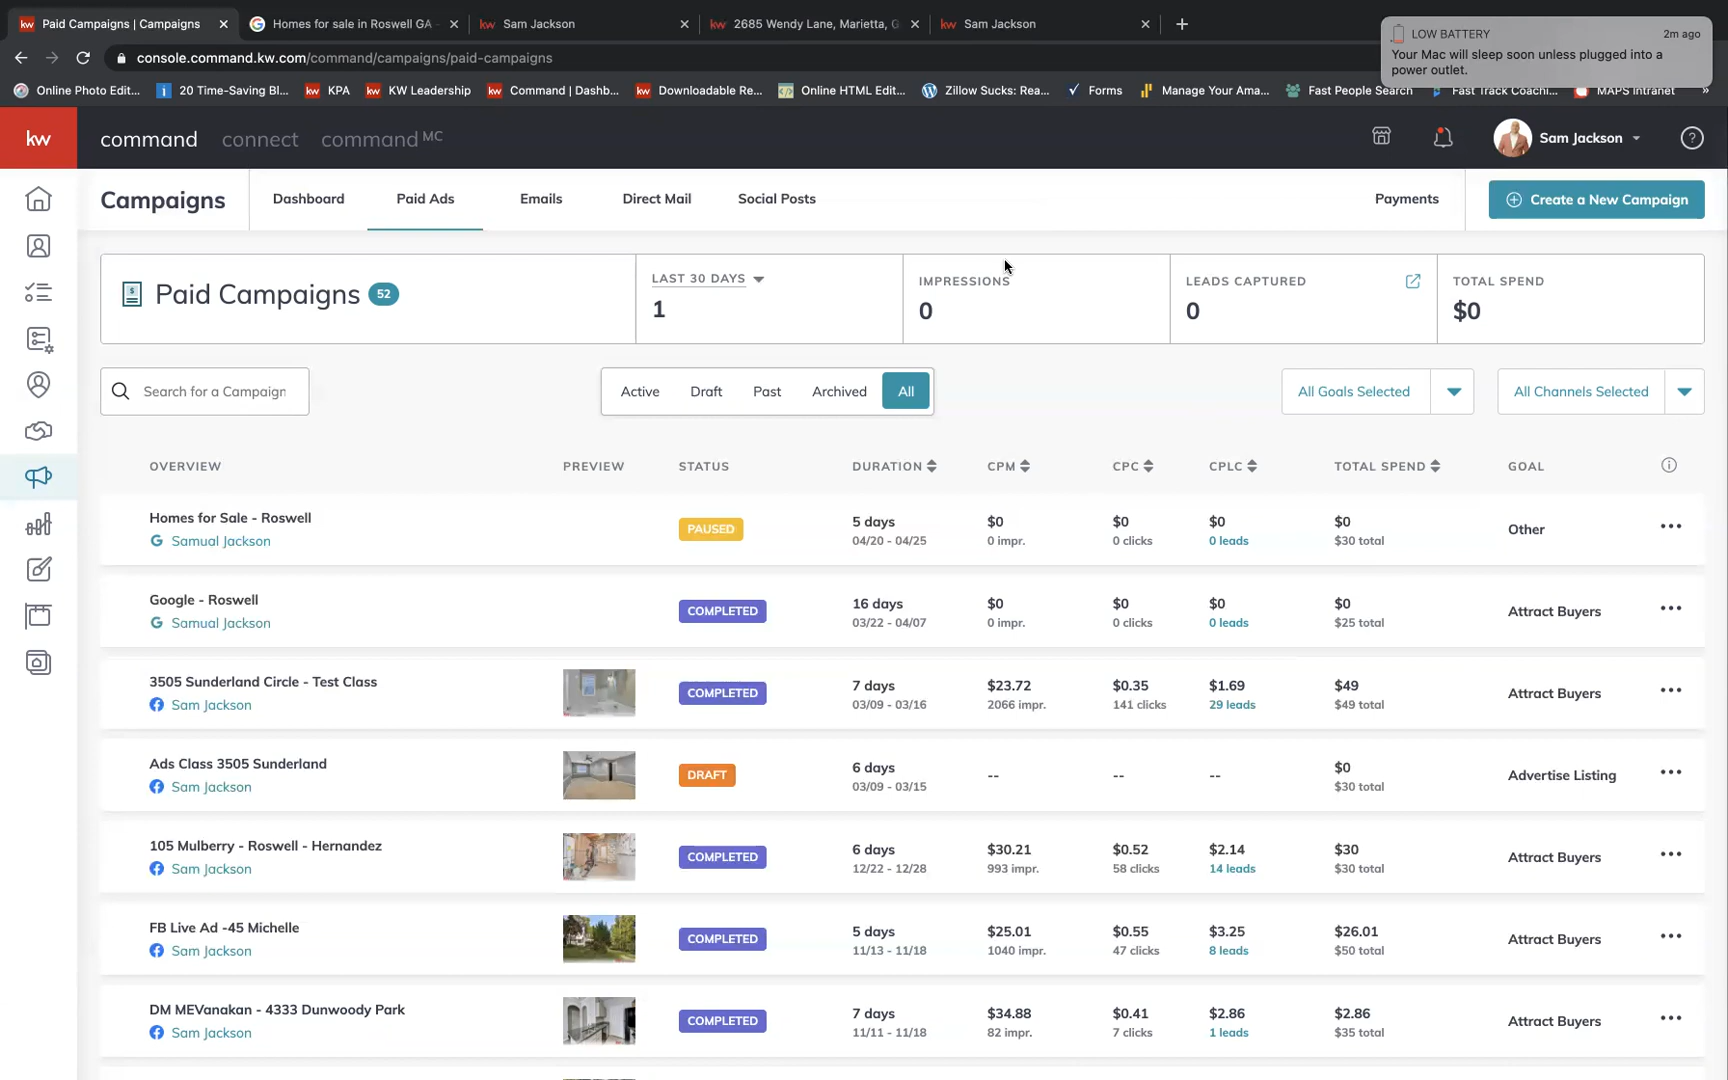 Paid Campaigns | Campaigns
Homes for sale in Roswell GA -
Sam Jackson
2685 Wendy Lane, Marietta, G
Sam Jackson
LOW BATTERY
2m ago
Your Mac will sleep soon unless plugged into a
power outlet.
console.command.kw.com/command/campaigns/paid-campaigns
Online Photo Edit...
20 Time-Saving Bl...
KPA
KW Leadership
Command | Dashb...
Downloadable Re...
Online HTML Edit...
Zillow Sucks: Rea...
Forms
Manage Your Ama...
Fast People Search
Fast Track Coachi...
MAPS Intranet
kw
command
connect
command MC
Sam Jackson
Campaigns
Dashboard
Paid Ads
Emails
Direct Mail
Social Posts
Payments
Create a New Campaign
Paid Campaigns 52
LAST 30 DAYS
1
IMPRESSIONS
0
LEADS CAPTURED
0
TOTAL SPEND
$0
Search for a Campaign
Active
Draft
Past
Archived
All
All Goals Selected
All Channels Selected
OVERVIEW
PREVIEW
STATUS
DURATION
CPM
CPC
CPLC
TOTAL SPEND
GOAL
Homes for Sale - Roswell
Samual Jackson
PAUSED
5 days
04/20 - 04/25
$0
0 impr.
$0
0 clicks
$0
0 leads
$0
$30 total
Other
Google - Roswell
Samual Jackson
COMPLETED
16 days
03/22 - 04/07
$0
0 impr.
$0
0 clicks
$0
0 leads
$0
$25 total
Attract Buyers
3505 Sunderland Circle - Test Class
Sam Jackson
COMPLETED
7 days
03/09 - 03/16
$23.72
2066 impr.
$0.35
141 clicks
$1.69
29 leads
$49
$49 total
Attract Buyers
Ads Class 3505 Sunderland
Sam Jackson
DRAFT
6 days
03/09 - 03/15
--
--
--
$0
$30 total
Advertise Listing
105 Mulberry - Roswell - Hernandez
Sam Jackson
COMPLETED
6 days
12/22 - 12/28
$30.21
993 impr.
$0.52
58 clicks
$2.14
14 leads
$30
$30 total
Attract Buyers
FB Live Ad -45 Michelle
Sam Jackson
COMPLETED
5 days
11/13 - 11/18
$25.01
1040 impr.
$0.55
47 clicks
$3.25
8 leads
$26.01
$50 total
Attract Buyers
DM MEVanakan - 4333 Dunwoody Park
Sam Jackson
COMPLETED
7 days
11/11 - 11/18
$34.88
82 impr.
$0.41
7 clicks
$2.86
1 leads
$2.86
$35 total
Attract Buyers